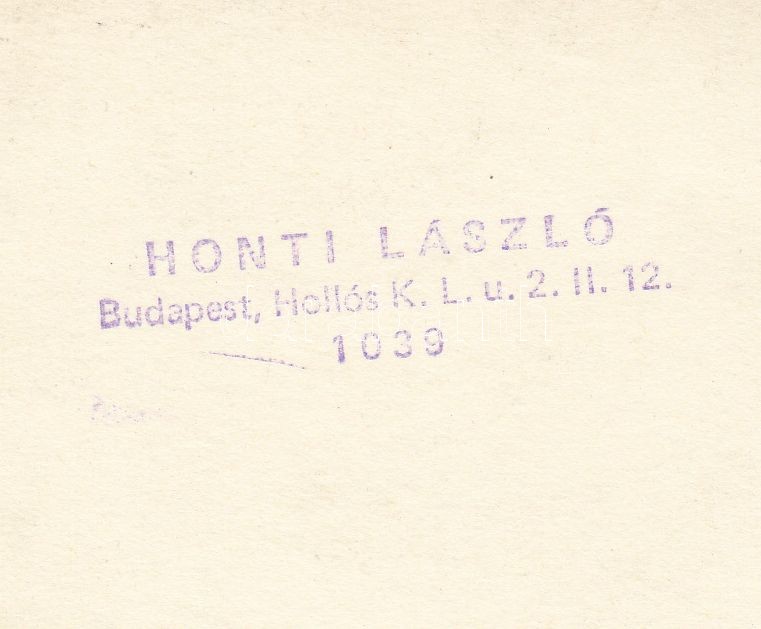 HONTI LÁSZLÓ
Budapest, Hollós K. L. u. 2. II. 12.
1039